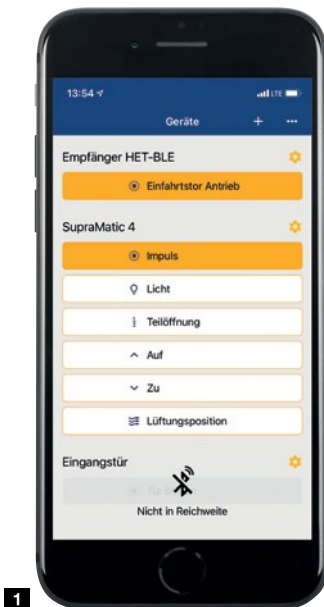 13:54
LTE
Geräte
Empfänger HET-BLE
Einfahrtstor Antrieb
SupraMatic 4
Impuls
Licht
Teilöffnung
Auf
Zu
Lüftungsposition
Eingangstür
Nicht in Reichweite
1